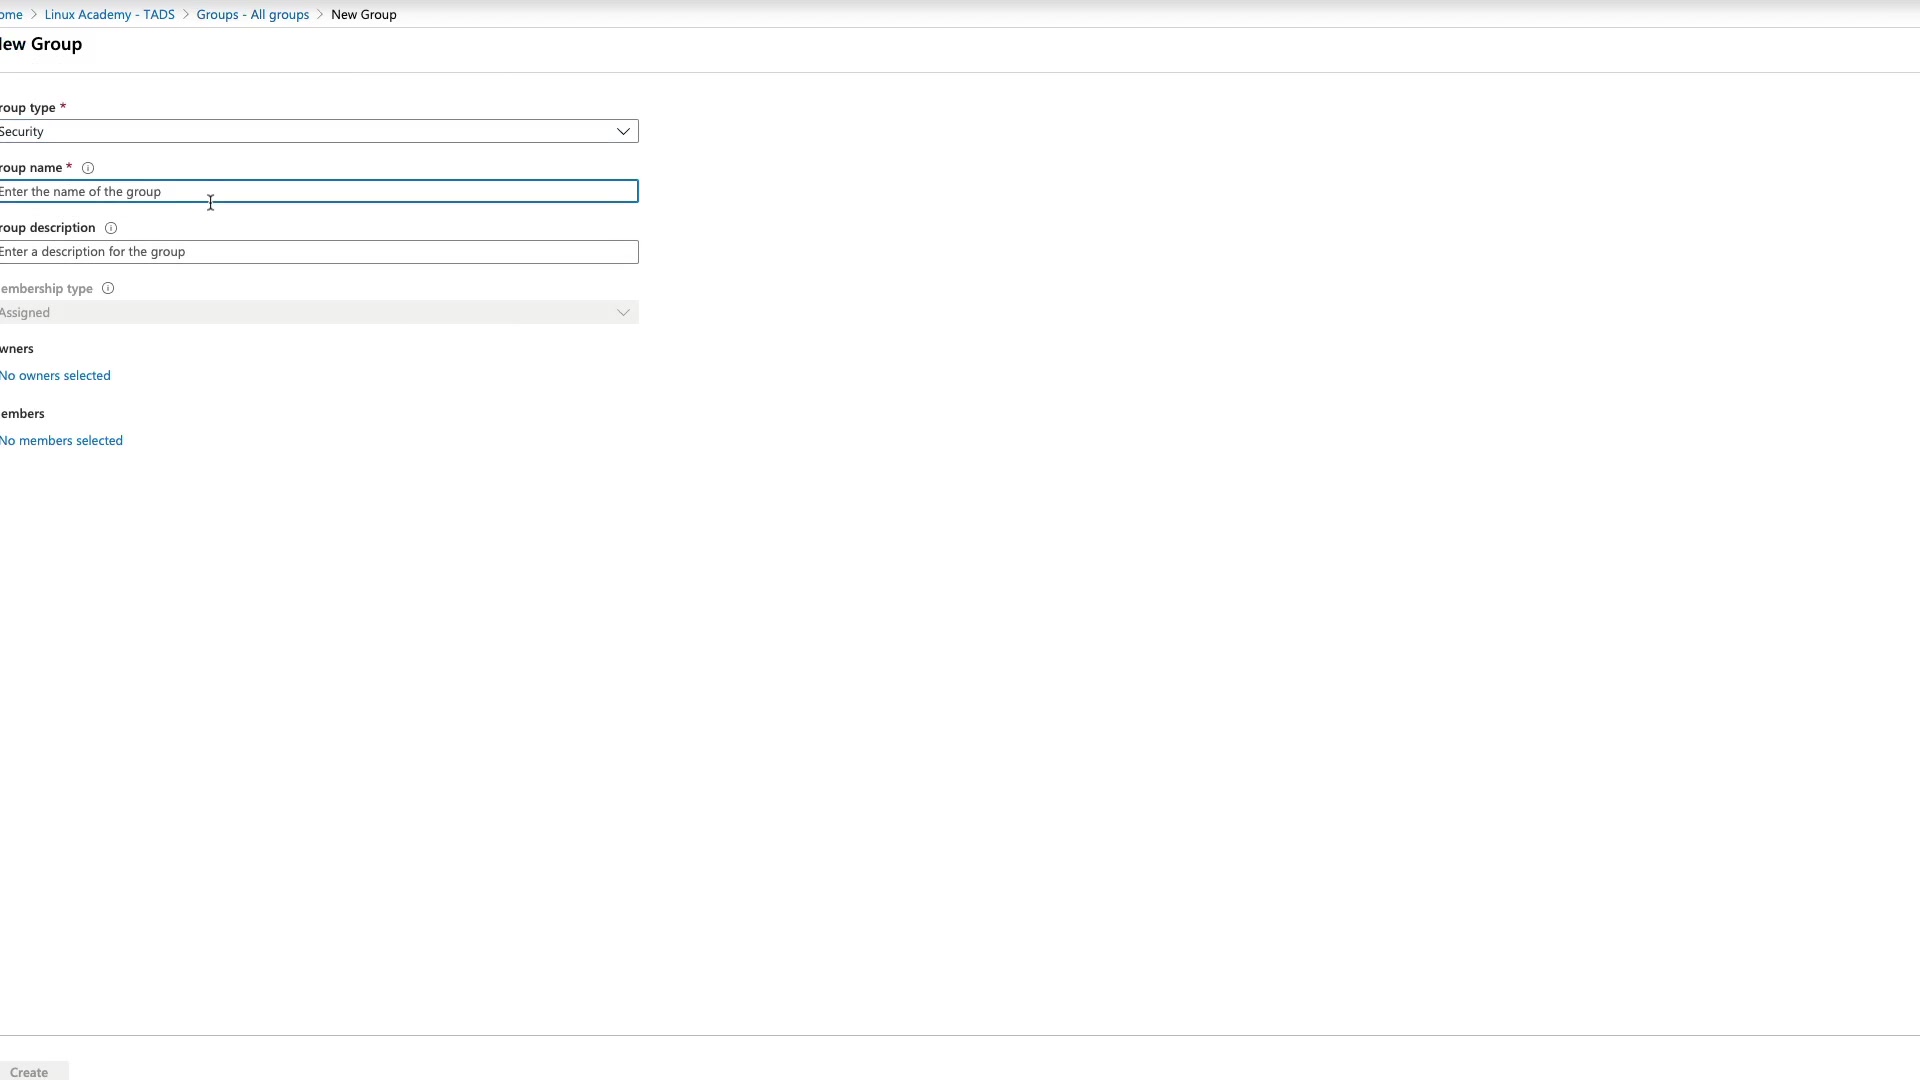 ome > Linux Academy - TADS > Groups - All groups > New Group
ew Group
roup type *
Security
roup name *
Enter the name of the group
roup description
Enter a description for the group
embership type
Assigned
wners
No owners selected
embers
No members selected
Create